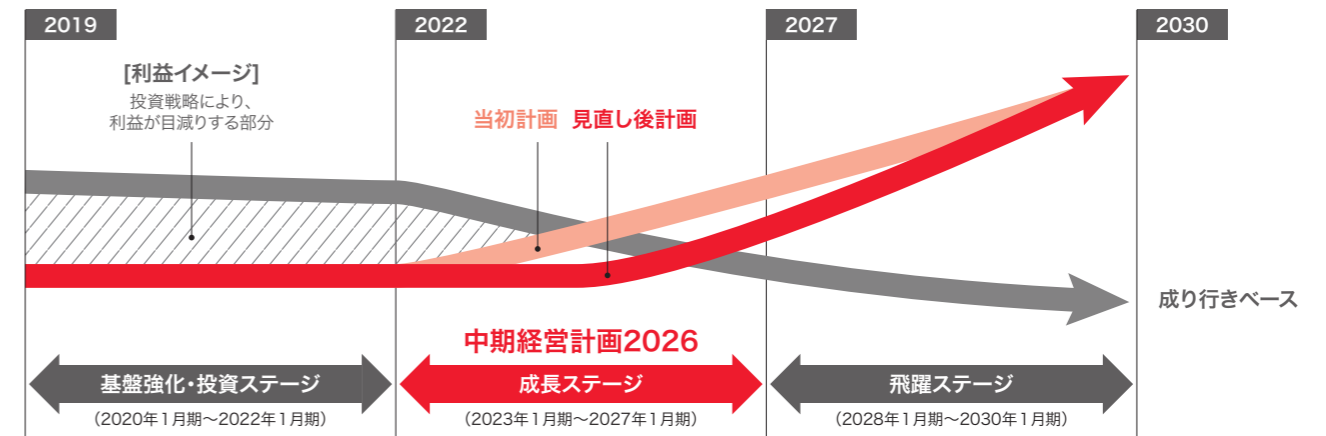 2019
2022
2027
2030
[利益イメージ]
投資戦略により、
利益が目減りする部分
当初計画 見直し後計画
成り行きベース
中期経営計画2026
基盤強化・投資ステージ
成長ステージ
飛躍ステージ
（2020年1月期～2022年1月期）
（2023年1月期～2027年1月期）
（2028年1月期～2030年1月期）